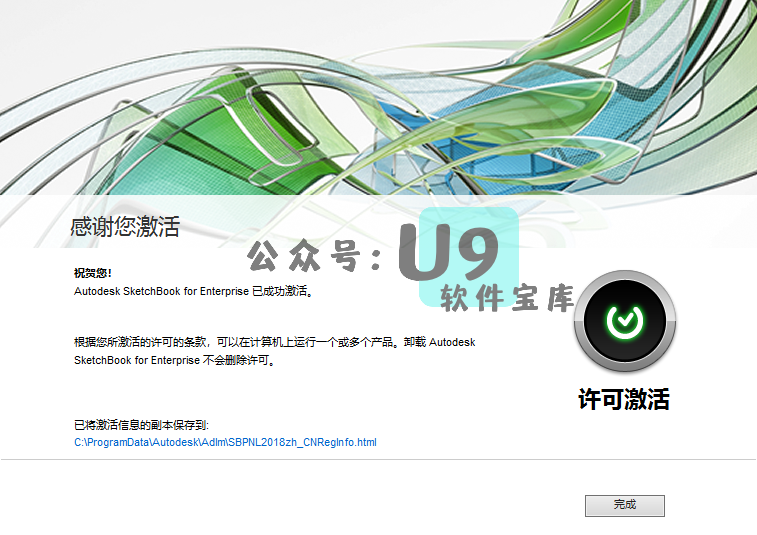 感谢您激活
公众号：U9
软件宝库
祝贺您！
Autodesk SketchBook for Enterprise 已成功激活。
根据您所激活的许可的条款，可以在计算机上运行一个或多个产品。卸载 Autodesk
SketchBook for Enterprise 不会删除许可。
许可激活
已将激活信息的副本保存到:
C:\ProgramData\Autodesk\Adlm\SBPNL2018zh_CNRegInfo.html
完成